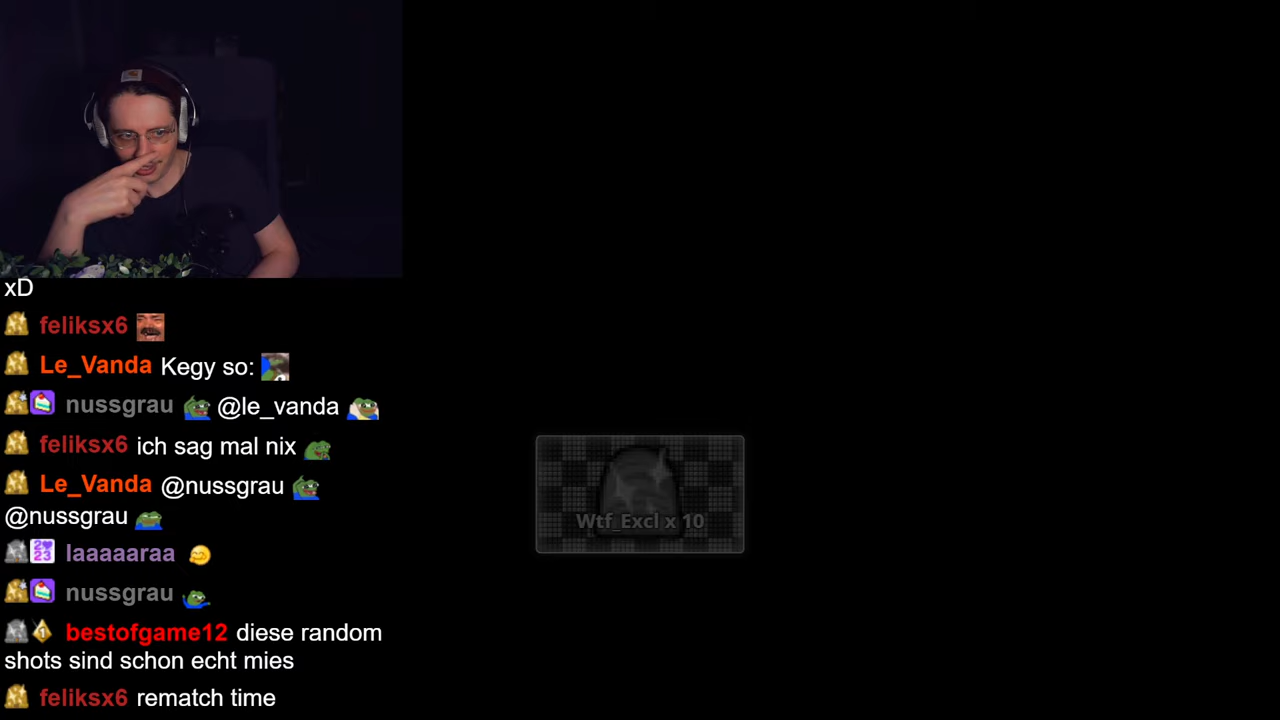 xD
feliksx6
Le_Vanda Kegy so:
nussgrau @le_vanda
feliksx6 ich sag mal nix
Le_Vanda @nussgrau
@nussgrau
laaaaaraa
nussgrau
bestofgame12 diese random
shots sind schon echt mies
feliksx6 rematch time
Wtf_Excl x 10